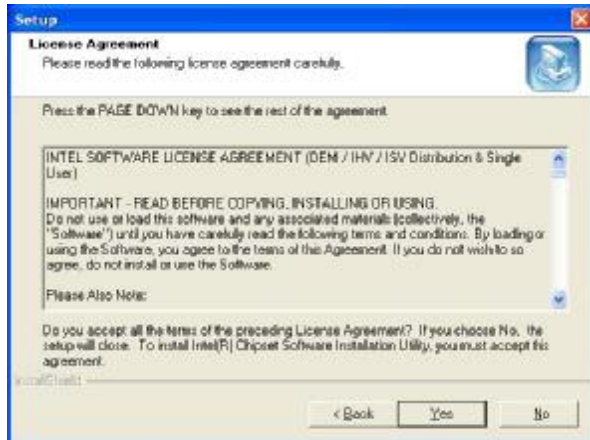 Setup
License Agreement
Please read the following license agreement carefully.
Press the PAGE DOWN key to see the rest of the agreement.
INTEL SOFTWARE LICENSE AGREEMENT (OEM / IHV / ISV Distribution & Single
User)
IMPORTANT - READ BEFORE COPYING, INSTALLING OR USING.
Do not use or load this software and any associated materials (collectively, the
"Software") until you have carefully read the following terms and conditions. By loading or
using the Software, you agree to the terms of this Agreement. If you do not wish to so
agree, do not install or use the Software.
Please Also Note:
Do you accept all the terms of the preceding License Agreement? If you choose No, the
setup will close. To install Intel(R) Chipset Software Installation Utility, you must accept this
agreement.
InstallShield
< Back
Yes
No